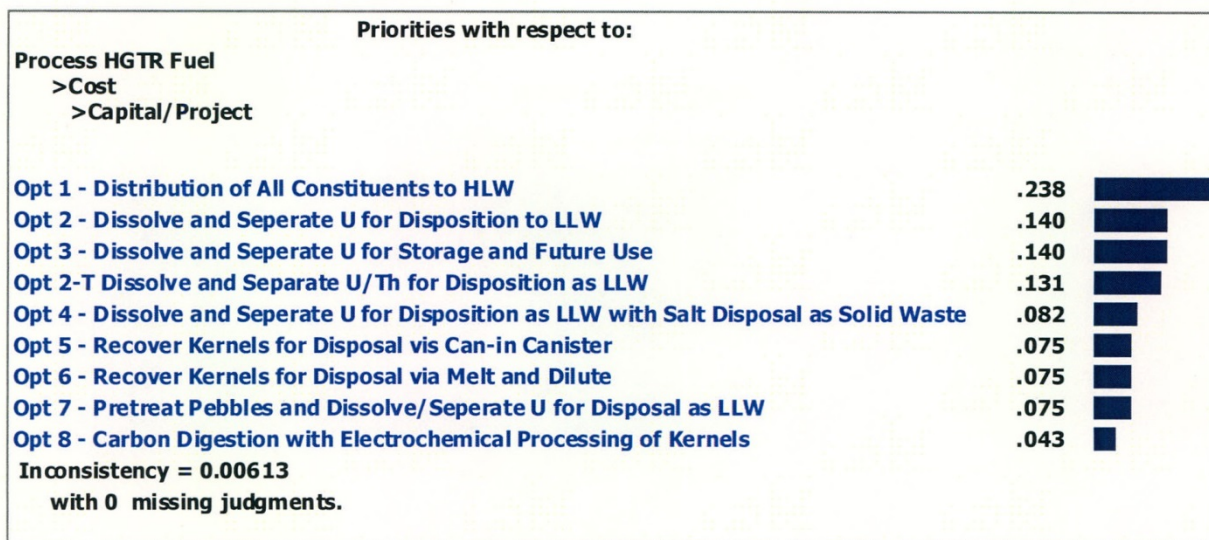 Priorities with respect to:
Process HGTR Fuel
>Cost
>Capital/Project
Opt 1 - Distribution of All Constituents to HLW .238
Opt 2 - Dissolve and Seperate U for Disposition to LLW .140
Opt 3 - Dissolve and Seperate U for Storage and Future Use .140
Opt 2-T Dissolve and Separate U/Th for Disposition as LLW .131
Opt 4 - Dissolve and Seperate U for Disposition as LLW with Salt Disposal as Solid Waste .082
Opt 5 - Recover Kernels for Disposal vis Can-in Canister .075
Opt 6 - Recover Kernels for Disposal via Melt and Dilute .075
Opt 7 - Pretreat Pebbles and Dissolve/Seperate U for Disposal as LLW .075
Opt 8 - Carbon Digestion with Electrochemical Processing of Kernels .043
Inconsistency = 0.00613
with 0 missing judgments.